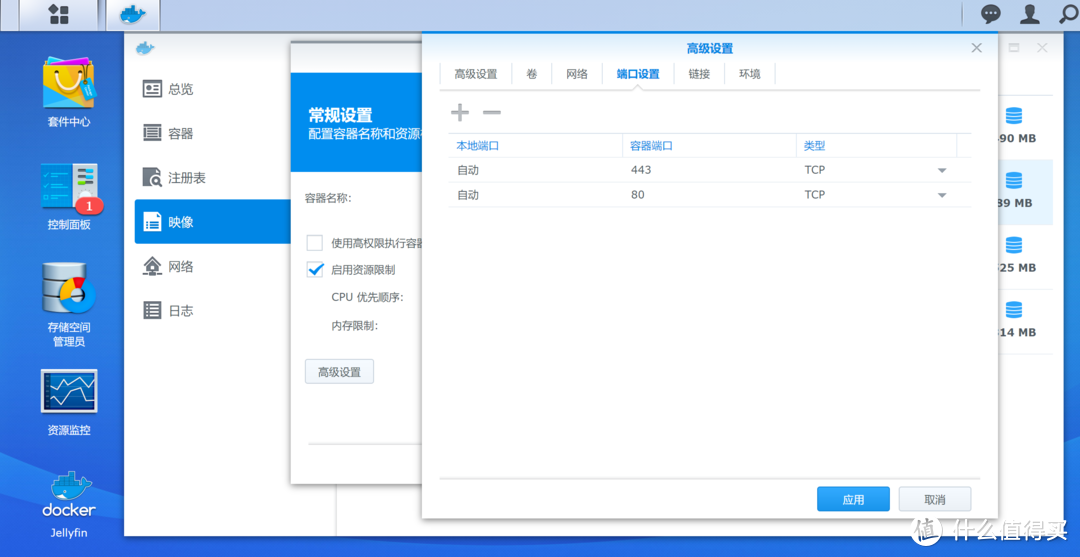 套件中心
1
控制面板
存储空间
管理员
资源监控
docker
Jellyfin
总览
容器
注册表
映像
网络
日志
常规设置
配置容器名称和资源
容器名称:
使用高权限执行容器
启用资源限制
CPU 优先顺序:
内存限制:
高级设置
高级设置
高级设置 卷 网络 端口设置 链接 环境
本地端口 容器端口 类型
自动 443 TCP
自动 80 TCP
应用 取消
90 MB
39 MB
25 MB
14 MB
值 什么值得买